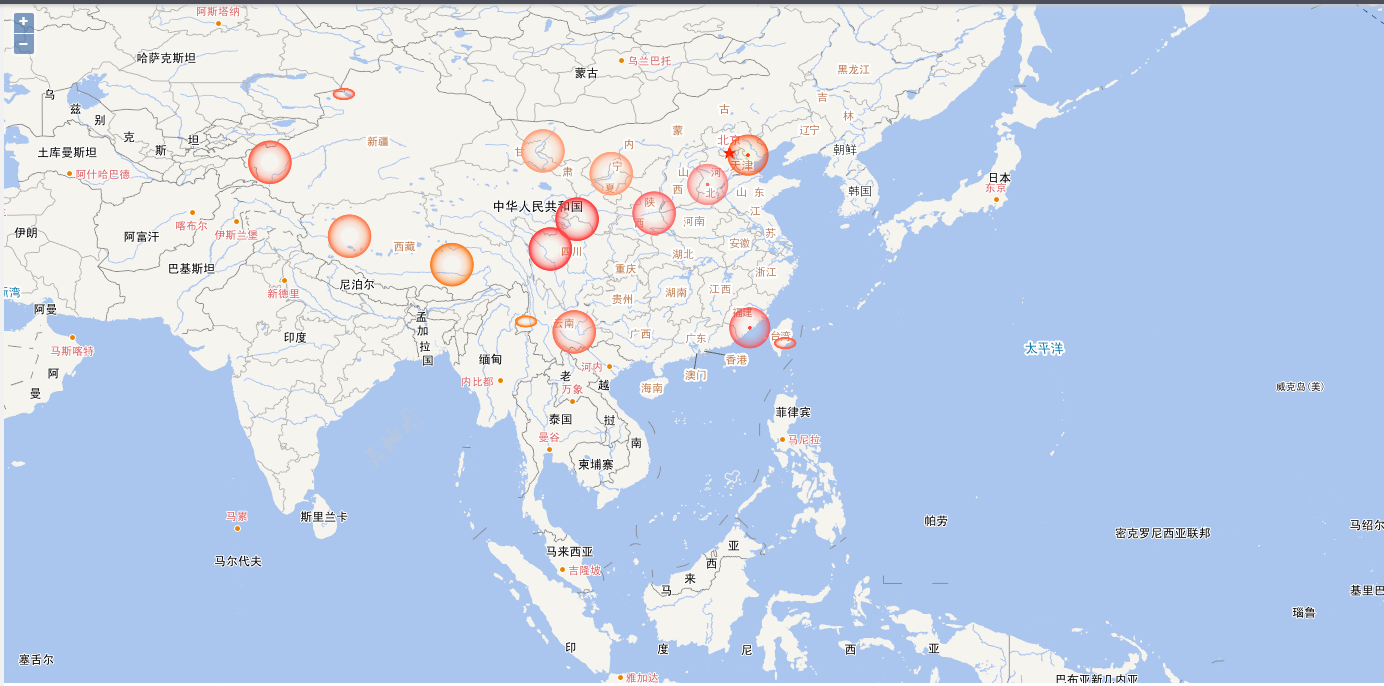 +
−
阿斯塔纳
哈萨克斯坦
乌兰巴托
蒙古
黑龙江
乌
兹
别
克
斯
坦
吉
林
古
蒙
内
辽宁
北京
天津
朝鲜
新疆
甘
肃
宁
夏
山
西
河
北
山
东
韩国
日本
东京
土库曼斯坦
阿什哈巴德
中华人民共和国
陕
西
河南
江
苏
喀布尔
伊斯兰堡
伊朗
阿富汗
西藏
四川
安徽
湖北
巴基斯坦
重庆
浙江
尼泊尔
新德里
湾
贵州
湖南
江西
阿曼
孟
加
拉
国
云南
福建
广西
广东
台湾
印度
马斯喀特
阿
曼
缅甸
内比都
河内
老
万象
越
香港
澳门
海南
太平洋
威克岛(美)
泰国
挝
南
曼谷
柬埔寨
菲律宾
马尼拉
马累
斯里兰卡
马尔代夫
帕劳
密克罗尼西亚联邦
马绍尔
马来西亚
吉隆坡
亚
西
来
马
基里巴
瑙鲁
塞舌尔
印
度
尼
西
亚
雅加达
巴布亚新几内亚